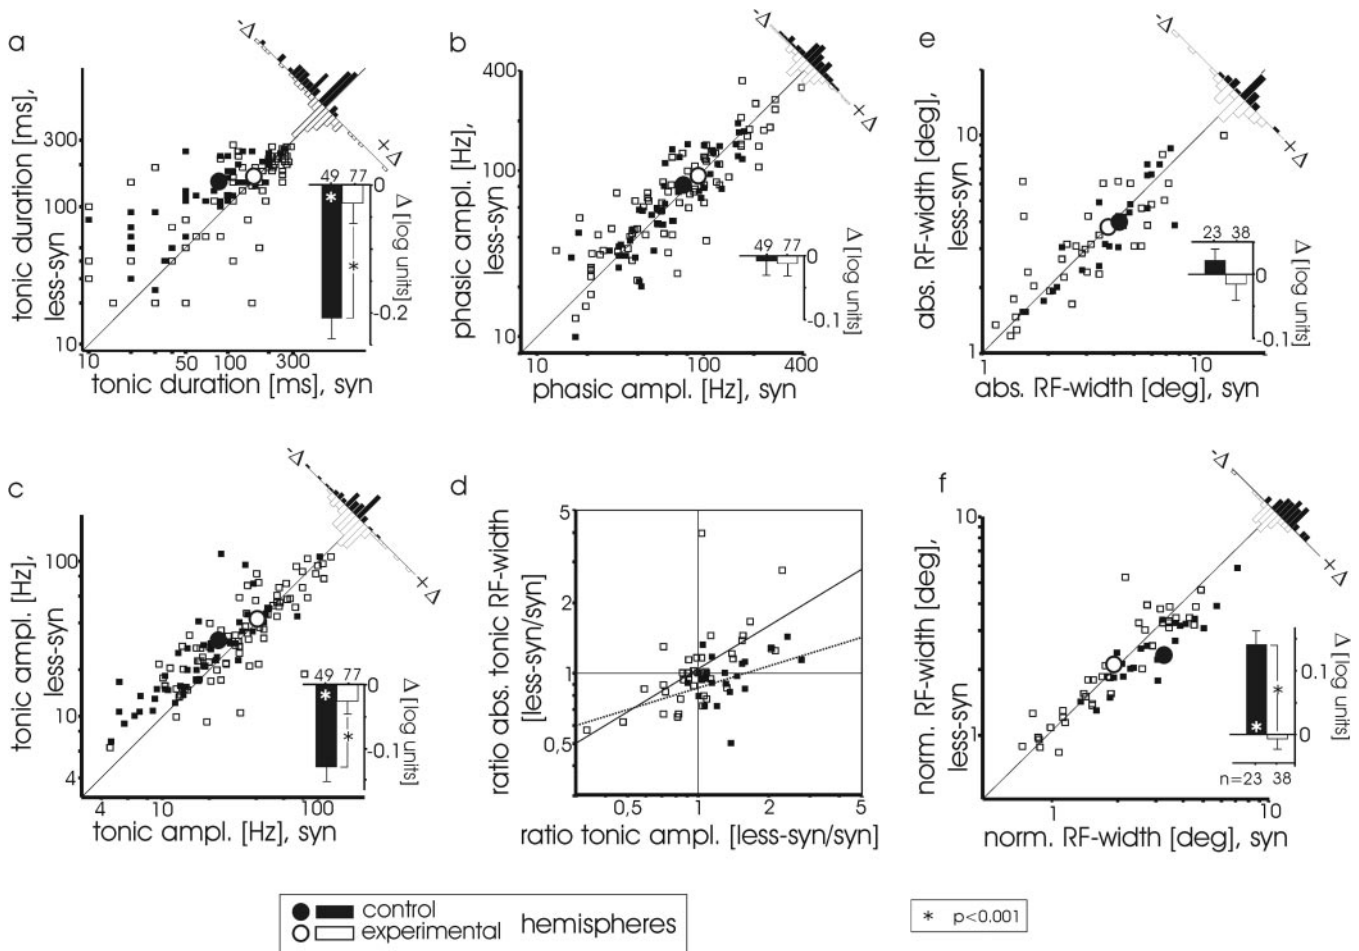 a
tonic duration [ms],
less-syn
300
100
10
10
50
100
300
tonic duration [ms], syn
-Δ
+Δ
49 77
0
-0.2
Δ [log units]
*
*
b
phasic ampl. [Hz],
less-syn
400
100
10
10
100
400
phasic ampl. [Hz], syn
-Δ
+Δ
49 77
0
-0.1
Δ [log units]
e
abs. RF-width [deg],
less-syn
10
1
1
10
abs. RF-width [deg], syn
-Δ
+Δ
23 38
0
-0.1
Δ [log units]
c
tonic ampl. [Hz],
less-syn
100
10
4
4
10
100
tonic ampl. [Hz], syn
-Δ
+Δ
49 77
0
-0.1
Δ [log units]
*
*
d
ratio abs. tonic RF-width
[less-syn/syn]
5
2
1
0,5
0,5
1
2
5
ratio tonic ampl. [less-syn/syn]
f
norm. RF-width [deg],
less-syn
10
1
1
10
norm. RF-width [deg], syn
-Δ
+Δ
0.1
0
Δ [log units]
*
*
n=23 38
control
experimental
hemispheres
* p<0.001